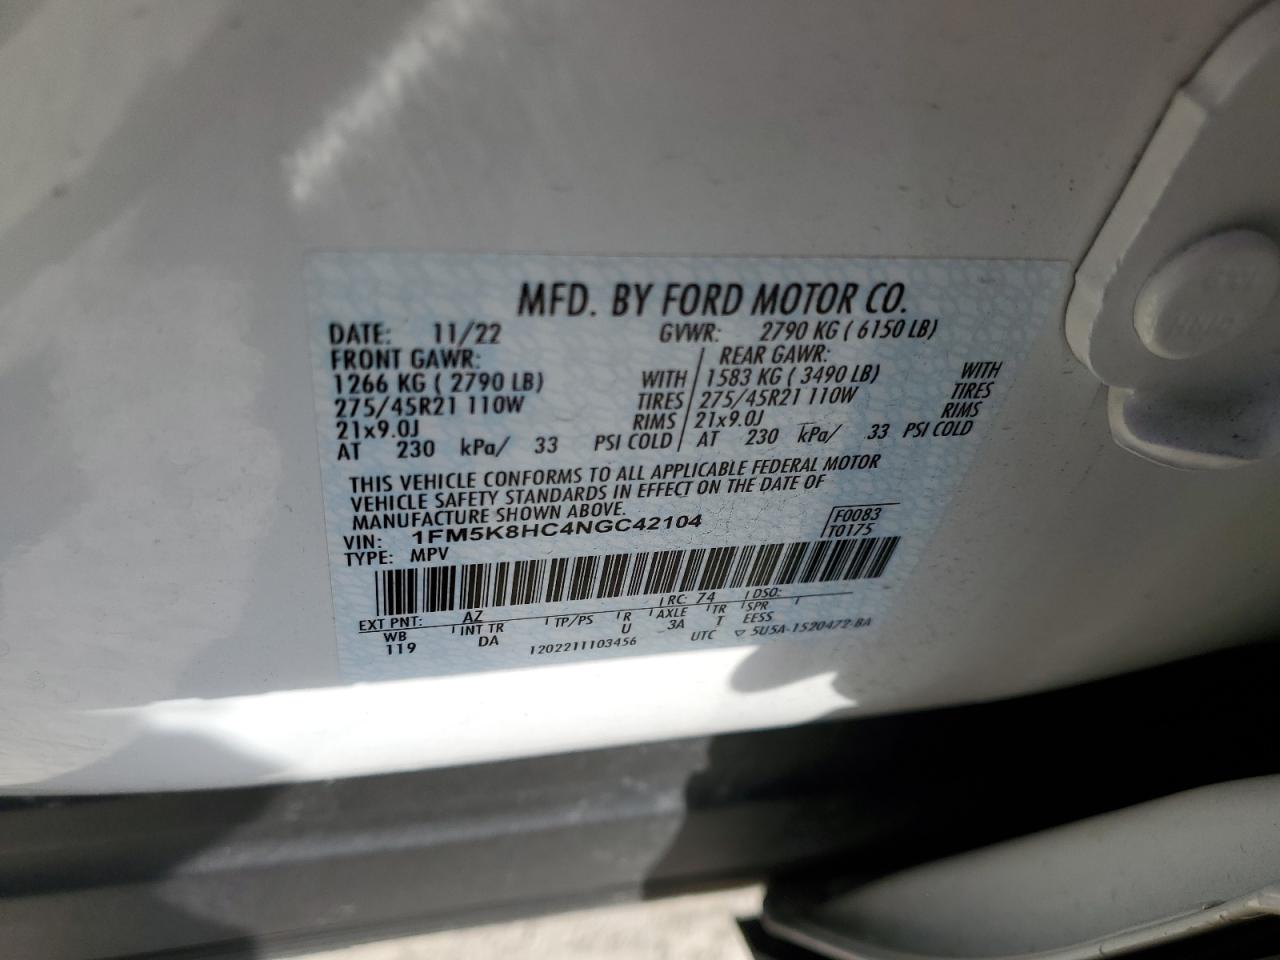 MFD. BY FORD MOTOR CO.
DATE: 11/22 GVWR: 2790 KG ( 6150 LB)
FRONT GAWR: REAR GAWR:
1266 KG ( 2790 LB) WITH 1583 KG ( 3490 LB) WITH
275/45R21 110W TIRES 275/45R21 110W TIRES
21x9.0J RIMS 21x9.0J RIMS
AT 230 kPa/ 33 PSI COLD AT 230 kPa/ 33 PSI COLD
THIS VEHICLE CONFORMS TO ALL APPLICABLE FEDERAL MOTOR
VEHICLE SAFETY STANDARDS IN EFFECT ON THE DATE OF
MANUFACTURE SHOWN ABOVE.
VIN: 1FM5K8HC4NGC42104 F0083
TYPE: MPV T0175
EXT PNT: AZ RC: 74 DSO:
WB INT TR TP/PS R AXLE TR SPR
119 DA U 3A T EESS
1202211103456 UTC ▽ 5U5A-1520472-BA